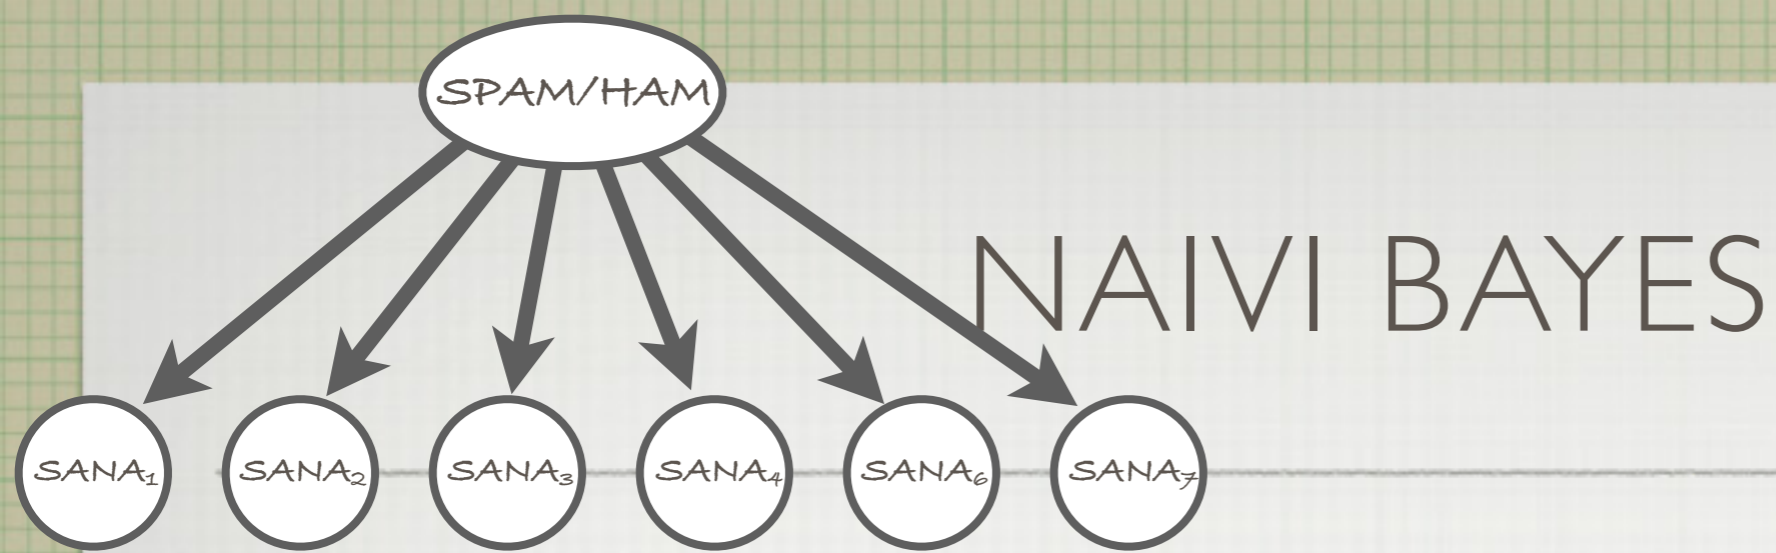 SPAM/HAM
NAIVI BAYES
SANA₁ SANA₂ SANA₃ SANA₄ SANA₆ SANA₇